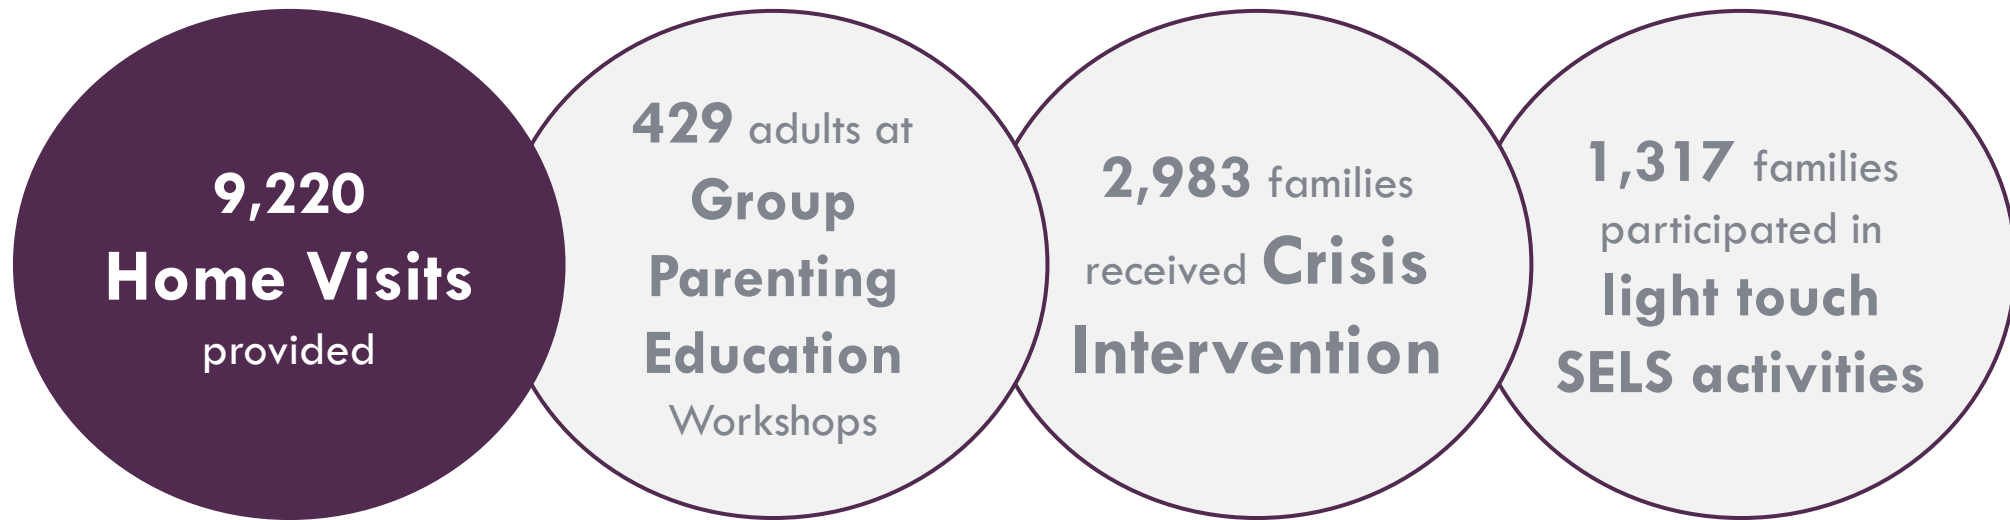 9,220
Home Visits
provided
429 adults at
Group
Parenting
Education
Workshops
2,983 families
received Crisis
Intervention
1,317 families
participated in
light touch
SELS activities